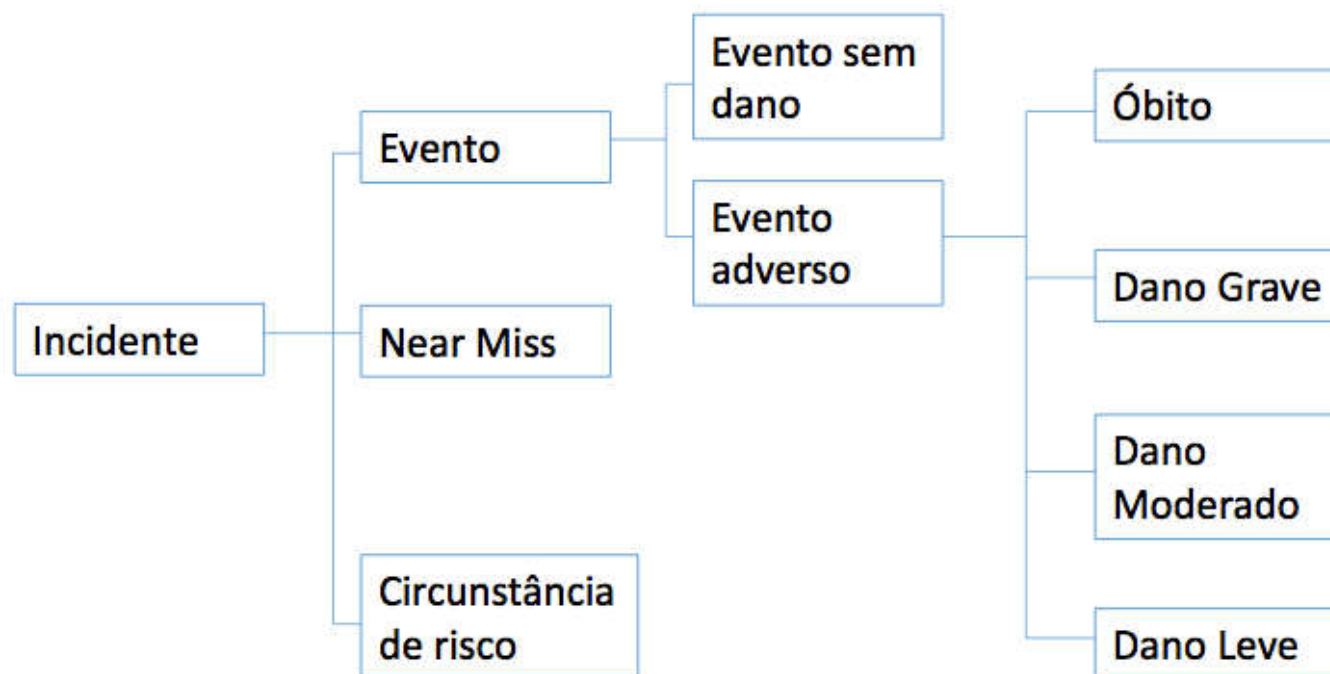 Incidente
Evento
Near Miss
Circunstância
de risco
Evento sem
dano
Evento
adverso
Óbito
Dano Grave
Dano
Moderado
Dano Leve